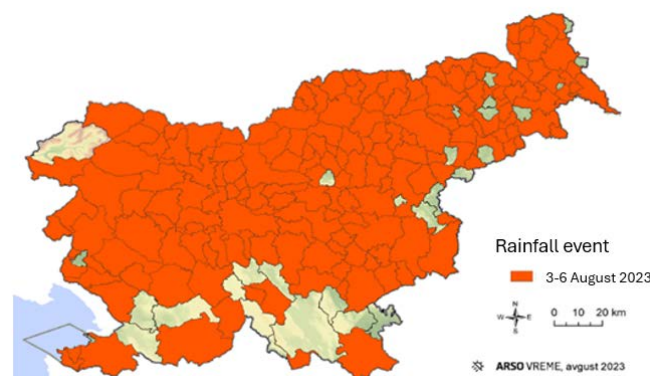 Rainfall event
3-6 August 2023
N
W E
S
0 10 20 km
ARSO VREME, avgust 2023